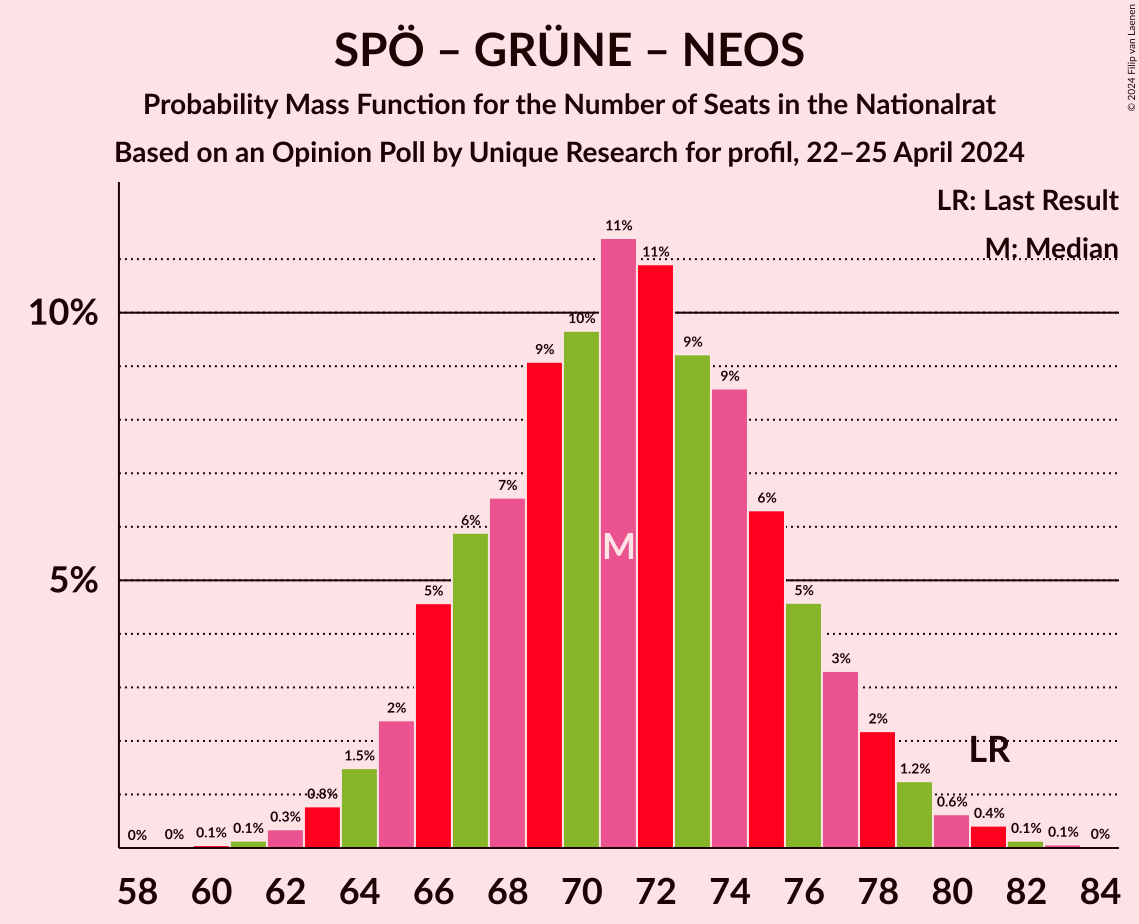 SPÖ – GRÜNE – NEOS
Probability Mass Function for the Number of Seats in the Nationalrat
Based on an Opinion Poll by Unique Research for profil, 22–25 April 2024
© 2024 Filip van Laenen
LR: Last Result
M: Median
10%
5%
0% 0% 0.1% 0.1% 0.3% 0.8% 1.5% 2% 5% 6% 7% 9% 10% 11% 11% 9% 9% 6% 5% 3% 2% 1.2% 0.6% 0.4% 0.1% 0.1% 0%
M
LR
58 60 62 64 66 68 70 72 74 76 78 80 82 84